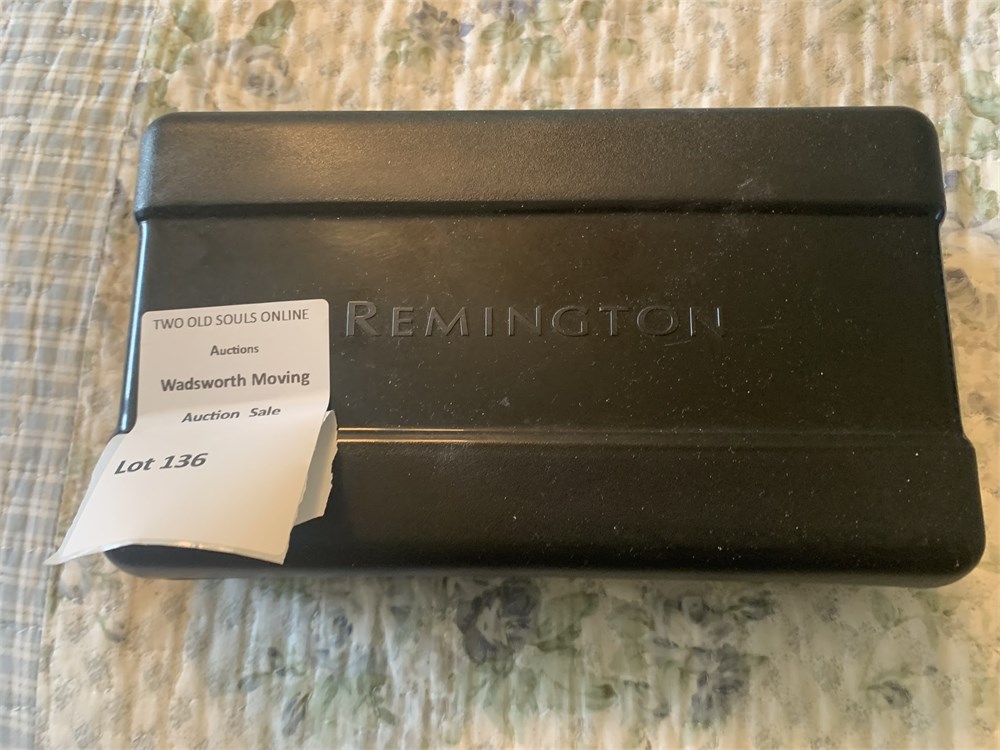 REMINGTON
TWO OLD SOULS ONLINE
Auctions
Wadsworth Moving
Auction Sale
Lot 136